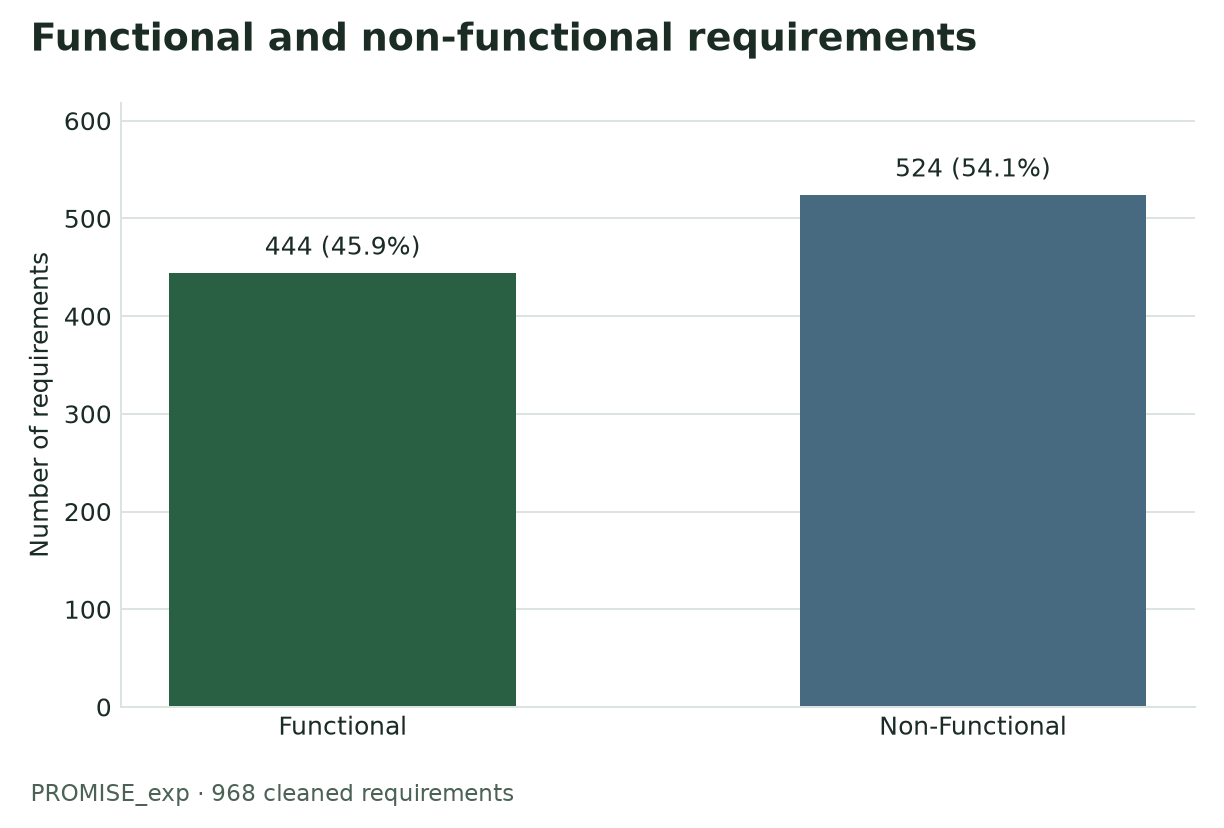 Functional and non-functional requirements
Number of requirements
600
500
400
300
200
100
0
444 (45.9%)
524 (54.1%)
Functional
Non-Functional
PROMISE_exp · 968 cleaned requirements